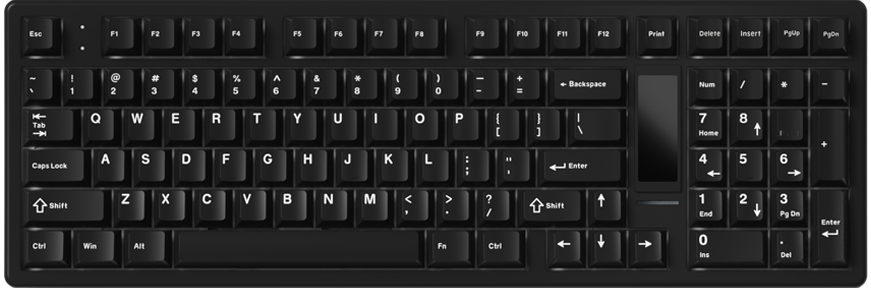 Esc F1 F2 F3 F4 F5 F6 F7 F8 F9 F10 F11 F12 Print Delete Insert PgUp PgDn
~ ! @ # $ % ^ & * ( ) — +
` 1 2 3 4 5 6 7 8 9 0 - = ← Backspace Num / * −
Tab Q W E R T Y U I O P { } | 7 8 +
[ ] \ Home ↑
Caps Lock A S D F G H J K L : " ← Enter 4 5 6
; ' ← →
⇧ Shift Z X C V B N M < > ? ⇧ Shift ↑ 1 2 3 Enter
, . / End ↓ Pg Dn
Ctrl Win Alt Fn Ctrl ← ↓ → 0 .
Ins Del